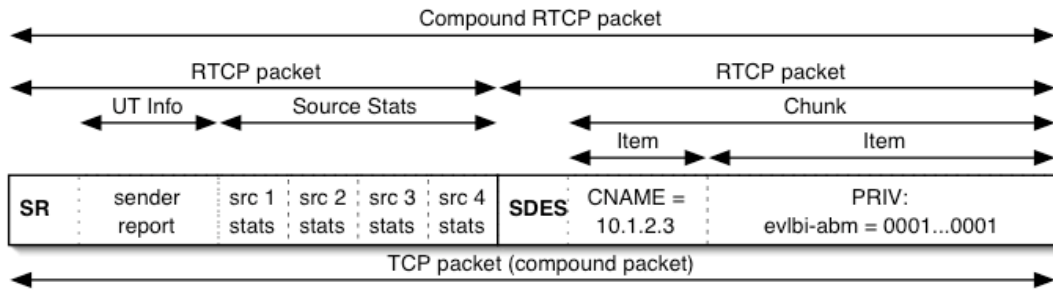 Compound RTCP packet
RTCP packet RTCP packet
UT Info Source Stats Chunk
Item Item
SR sender report src 1 stats src 2 stats src 3 stats src 4 stats SDES CNAME = 10.1.2.3 PRIV: evlbi-abm = 0001...0001
TCP packet (compound packet)